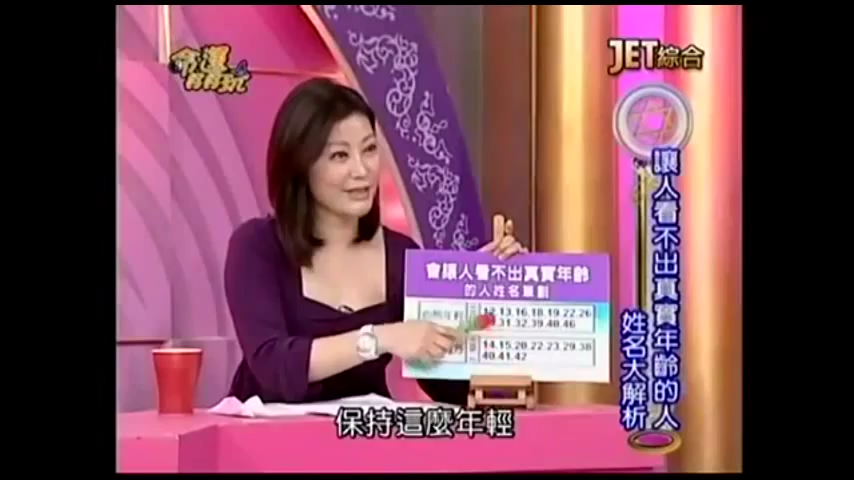 命運好好玩
JET綜合
讓人看不出真實年齡的人
姓名大解析
會讓人看不出真實年齡
的人姓名筆劃
12.13.16.18.19.22.26
31.32.39.48.46
14.15.20.22.23.29.38
40.41.42
保持這麼年輕